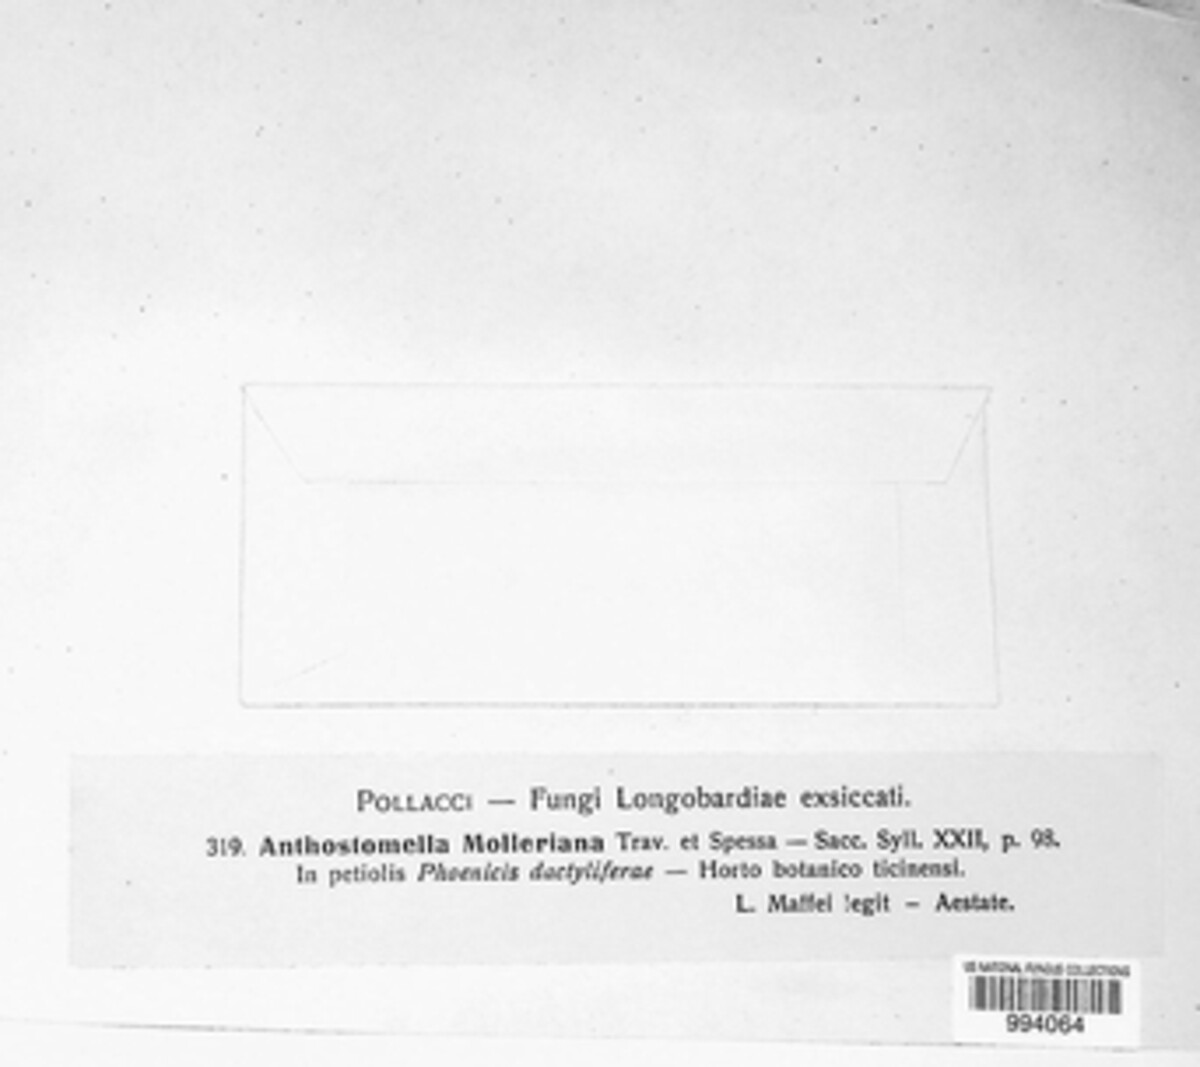 POLLACCI — Fungi Longobardiae exsiccati.
319. Anthostomella Molleriana Trav. et Spessa — Sacc. Syll. XXII, p. 98.
In petiolis Phoenicis dactyliferae — Horto botanico ticinensi.
L. Maffei legit – Aestate.
US NATIONAL FUNGUS COLLECTIONS
994064